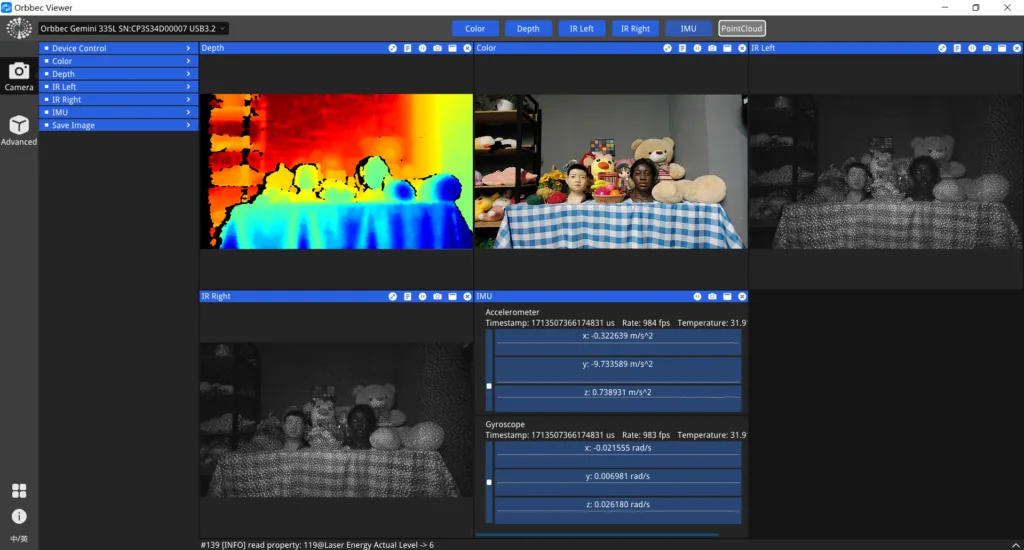 Orbbec Viewer
Orbbec Gemini 335L SN:CP3S34D00007 USB3.2
Color
Depth
IR Left
IR Right
IMU
PointCloud
Camera
Advanced
Device Control
Color
Depth
IR Left
IR Right
IMU
Save Image
Depth
Color
IR Left
IR Right
IMU
Accelerometer
Timestamp: 1713507366174831 us Rate: 984 fps Temperature: 31.9
x: -0.322639 m/s^2
y: -9.733589 m/s^2
z: 0.738931 m/s^2
Gyroscope
Timestamp: 1713507366174831 us Rate: 983 fps Temperature: 31.9
x: -0.021555 rad/s
y: 0.006981 rad/s
z: 0.026180 rad/s
中/英
#139 [INFO] read property: 119@Laser Energy Actual Level -> 6